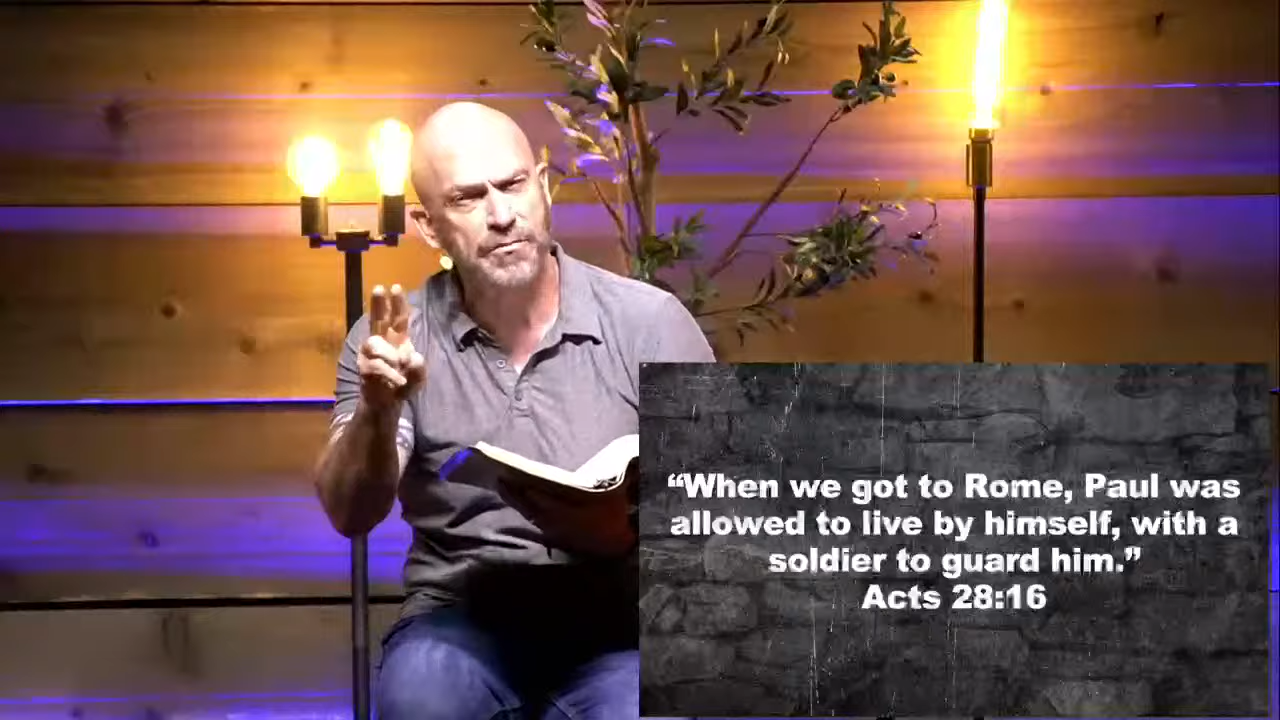 “When we got to Rome, Paul was
allowed to live by himself, with a
soldier to guard him.”
Acts 28:16